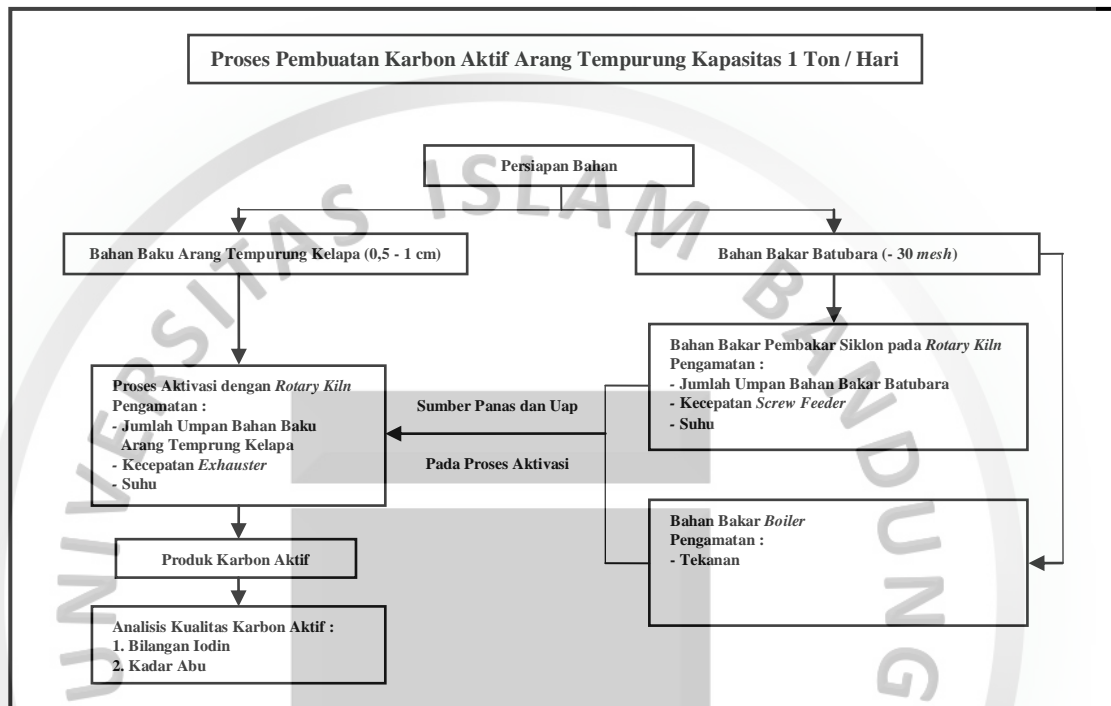 Proses Pembuatan Karbon Aktif Arang Tempurung Kapasitas 1 Ton / Hari
Persiapan Bahan
Bahan Baku Arang Tempurung Kelapa (0,5 - 1 cm)
Bahan Bakar Batubara (- 30 mesh)
Bahan Bakar Pembakar Siklon pada Rotary Kiln
Pengamatan :
- Jumlah Umpan Bahan Bakar Batubara
- Kecepatan Screw Feeder
- Suhu
Proses Aktivasi dengan Rotary Kiln
Pengamatan :
- Jumlah Umpan Bahan Baku
Arang Temprung Kelapa
- Kecepatan Exhauster
- Suhu
Sumber Panas dan Uap
Pada Proses Aktivasi
Bahan Bakar Boiler
Pengamatan :
- Tekanan
Produk Karbon Aktif
Analisis Kualitas Karbon Aktif :
1. Bilangan Iodin
2. Kadar Abu
UNIVERSITAS ISLAM BANDUNG